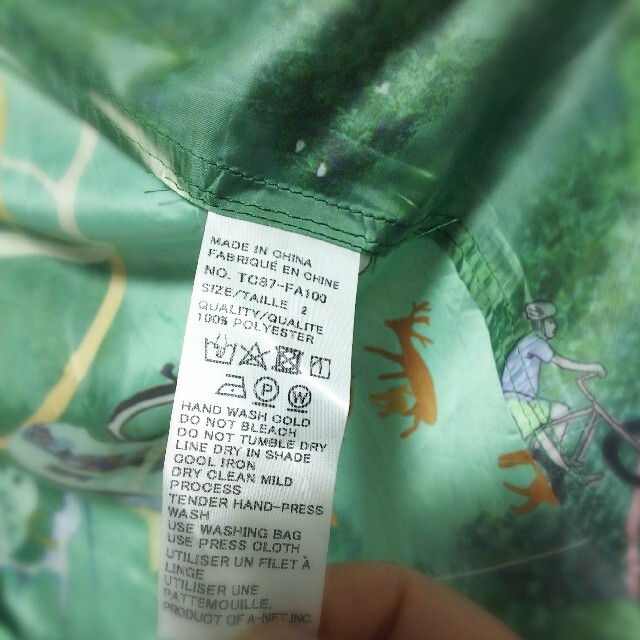 MADE IN CHINA
FABRIQUÉ EN CHINE
NO. TC87-FA100
SIZE/TAILLE 2
QUALITY/QUALITE
100% POLYESTER
P W
HAND WASH COLD
DO NOT BLEACH
DO NOT TUMBLE DRY
LINE DRY IN SHADE
COOL IRON
DRY CLEAN MILD
PROCESS
TENDER HAND-PRESS
WASH
USE WASHING BAG
USE PRESS CLOTH
UTILISER UN FILET À
LINGE
UTILISER UNE
PATTEMOUILLE.
PRODUCT OF A-NET INC.